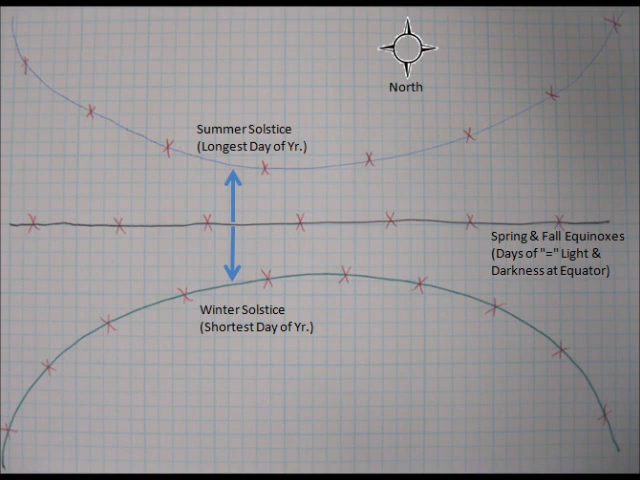 North
Summer Solstice
(Longest Day of Yr.)
Spring & Fall Equinoxes
(Days of "=" Light &
Darkness at Equator)
Winter Solstice
(Shortest Day of Yr.)